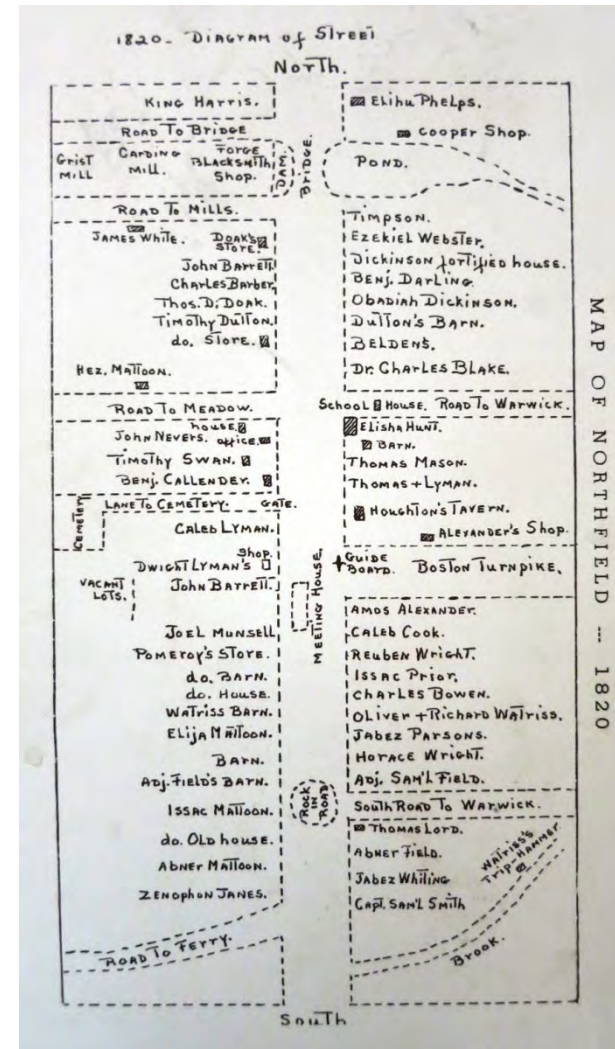 1820- DIAGRAM of STREET
North.
KING HARRIS.
ROAD TO BRIDGE
GRIST MILL
CARDING MILL.
FORGE
BLACKSMITH SHOP.
DAM.
BRIDGE.
ROAD TO MILLS.
JAMES WHITE.
DOAK'S STORE.
JOHN BARRETT
CHARLES BARBER
THOS. D. DOAK.
TIMOTHY DUTTON.
do. STORE.
HEZ. MATTOON.
ROAD TO MEADOW.
house.
JOHN NEVERS. office.
TIMOTHY SWAN.
BENJ. CALLENDER.
LANE TO CEMETERY. GATE.
CEMETERY
CALEB LYMAN.
Shop.
DWIGHT LYMAN'S
VACANT LOTS.
JOHN BARRETT.
JOEL MUNSELL
POMEROY'S STORE.
do. BARN.
do. HOUSE.
WATRISS BARN.
ELIJA MATTOON.
BARN.
ADJ. FIELD'S BARN.
ISSAC MATTOON.
do. OLD house.
ABNER MATTOON.
ZENOPHON JANES.
ROAD TO FERRY.
MEETING HOUSE.
ROCK IN ROAD
ELIHU PHELPS.
COOPER SHOP.
POND.
TIMPSON.
EZEKIEL WEBSTER.
DICKINSON fortified house.
BENJ. DARLING.
OBADIAH DICKINSON.
DUTTON'S BARN.
BELDENS.
DR. CHARLES BLAKE.
School House. ROAD TO WARWICK.
ELISHA HUNT.
BARN.
THOMAS MASON.
THOMAS + LYMAN.
HOUGHTON'S TAVERN.
ALEXANDER'S SHOP.
GUIDE BOARD.
BOSTON TURNPIKE.
AMOS ALEXANDER.
CALEB COOK.
REUBEN WRIGHT.
ISSAC PRIOR.
CHARLES BOWEN.
OLIVER + RICHARD WATRISS.
JABEZ PARSONS.
HORACE WRIGHT.
ADJ. SAM'L FIELD.
SOUTH ROAD TO WARWICK.
THOMAS LORD.
ABNER FIELD.
JABEZ WHITING
CAPT. SAM'L SMITH
WATRISS'S TRIP-HAMMER
BROOK.
South
MAP OF NORTHFIELD --- 1820